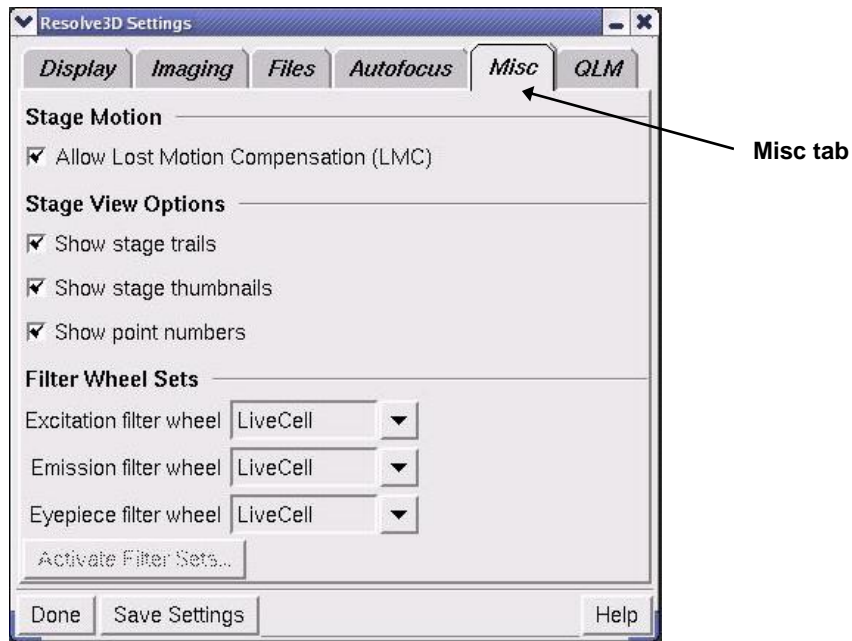 Resolve3D Settings
Display Imaging Files Autofocus Misc QLM
Misc tab
Stage Motion
Allow Lost Motion Compensation (LMC)
Stage View Options
Show stage trails
Show stage thumbnails
Show point numbers
Filter Wheel Sets
Excitation filter wheel LiveCell
Emission filter wheel LiveCell
Eyepiece filter wheel LiveCell
Activate Filter Sets...
Done Save Settings Help